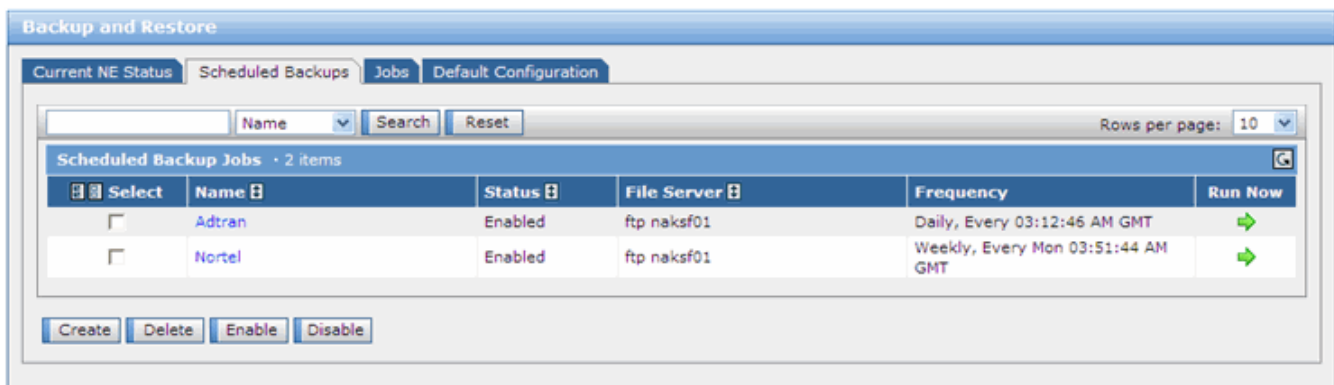 Backup and Restore
Current NE Status Scheduled Backups Jobs Default Configuration
Name Search Reset Rows per page: 10
Scheduled Backup Jobs · 2 items
Select Name Status File Server Frequency Run Now
Adtran Enabled ftp naksf01 Daily, Every 03:12:46 AM GMT
Nortel Enabled ftp naksf01 Weekly, Every Mon 03:51:44 AM
GMT
Create Delete Enable Disable